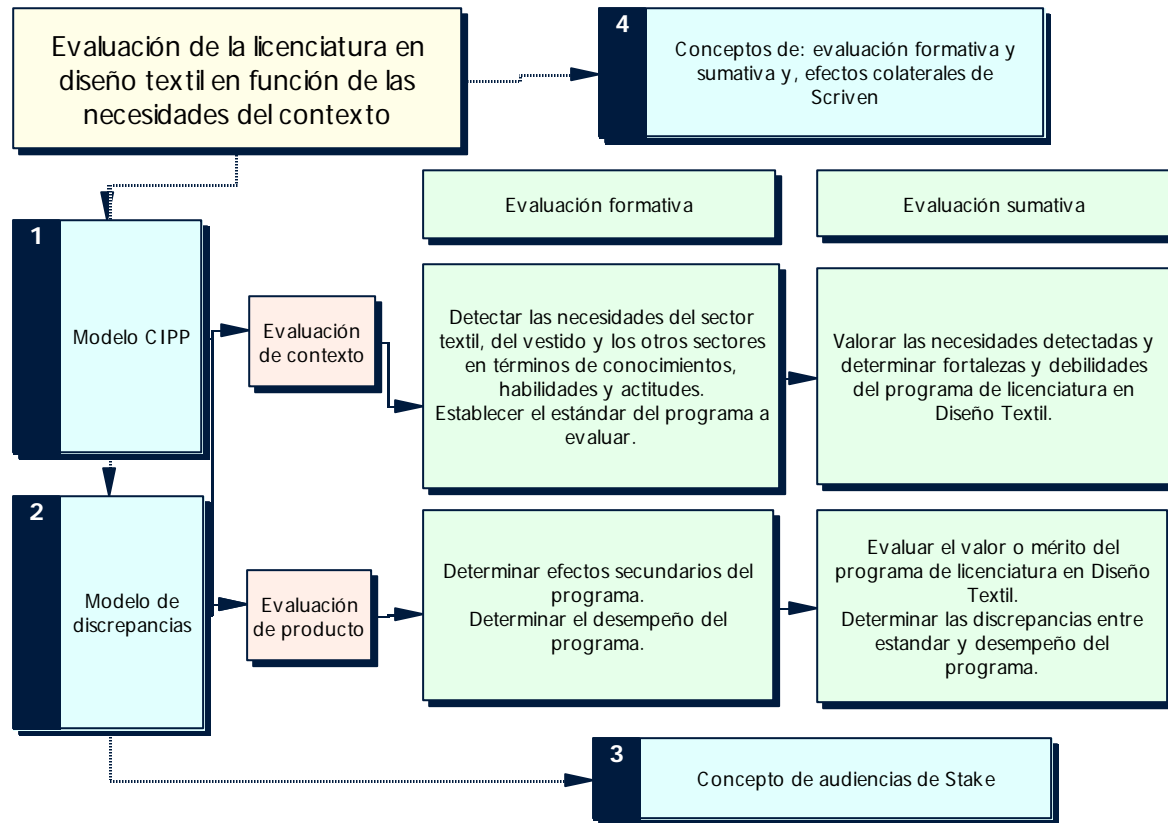 Evaluación de la licenciatura en
diseño textil en función de las
necesidades del contexto
4
Conceptos de: evaluación formativa y
sumativa y, efectos colaterales de
Scriven
Evaluación formativa
Evaluación sumativa
1
Modelo CIPP
Evaluación
de contexto
Detectar las necesidades del sector
textil, del vestido y los otros sectores
en términos de conocimientos,
habilidades y actitudes.
Establecer el estándar del programa a
evaluar.
Valorar las necesidades detectadas y
determinar fortalezas y debilidades
del programa de licenciatura en
Diseño Textil.
2
Modelo de
discrepancias
Evaluación
de producto
Determinar efectos secundarios del
programa.
Determinar el desempeño del
programa.
Evaluar el valor o mérito del
programa de licenciatura en Diseño
Textil.
Determinar las discrepancias entre
estandar y desempeño del
programa.
3
Concepto de audiencias de Stake